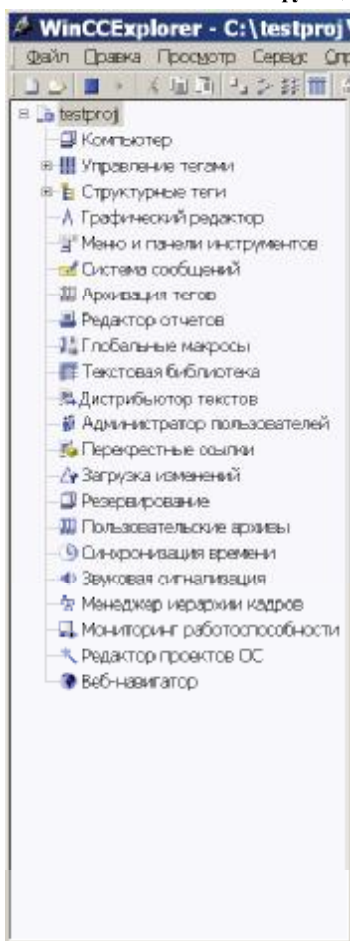 WinCCExplorer - C:\testproj\
Файл Правка Просмотр Сервис Спр
testproj
Компьютер
Управление тегами
Структурные теги
Графический редактор
Меню и панели инструментов
Система сообщений
Архивация тегов
Редактор отчетов
Глобальные макросы
Текстовая библиотека
Дистрибьютор текстов
Администратор пользователей
Перекрестные ссылки
Загрузка изменений
Резервирование
Пользовательские архивы
Синхронизация времени
Звуковая сигнализация
Менеджер иерархии кадров
Мониторинг работоспособности
Редактор проектов ОС
Веб-навигатор